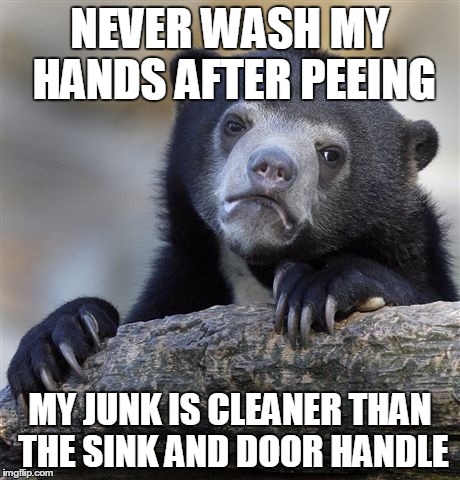 NEVER WASH MY
HANDS AFTER PEEING
MY JUNK IS CLEANER THAN
THE SINK AND DOOR HANDLE
imgflip.com